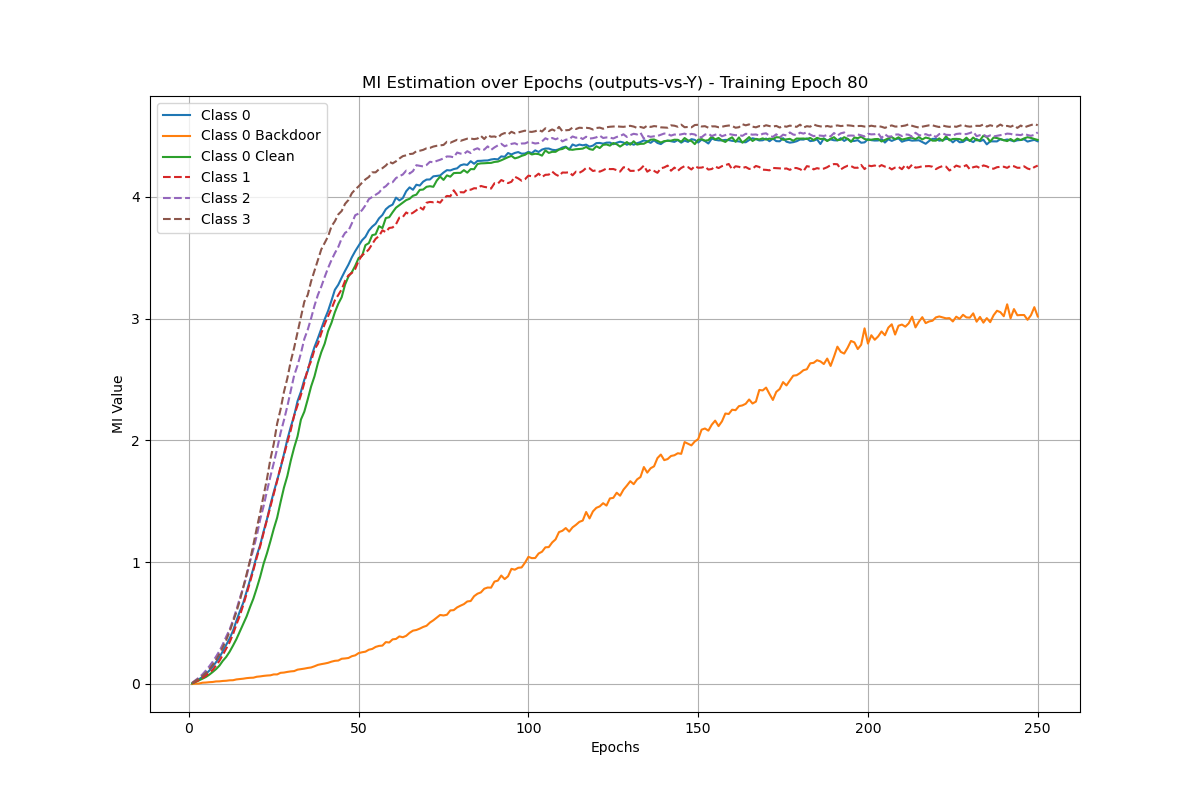 MI Estimation over Epochs (outputs-vs-Y) - Training Epoch 80
Class 0
Class 0 Backdoor
Class 0 Clean
Class 1
Class 2
Class 3
MI Value
4
3
2
1
0
0 50 100 150 200 250
Epochs